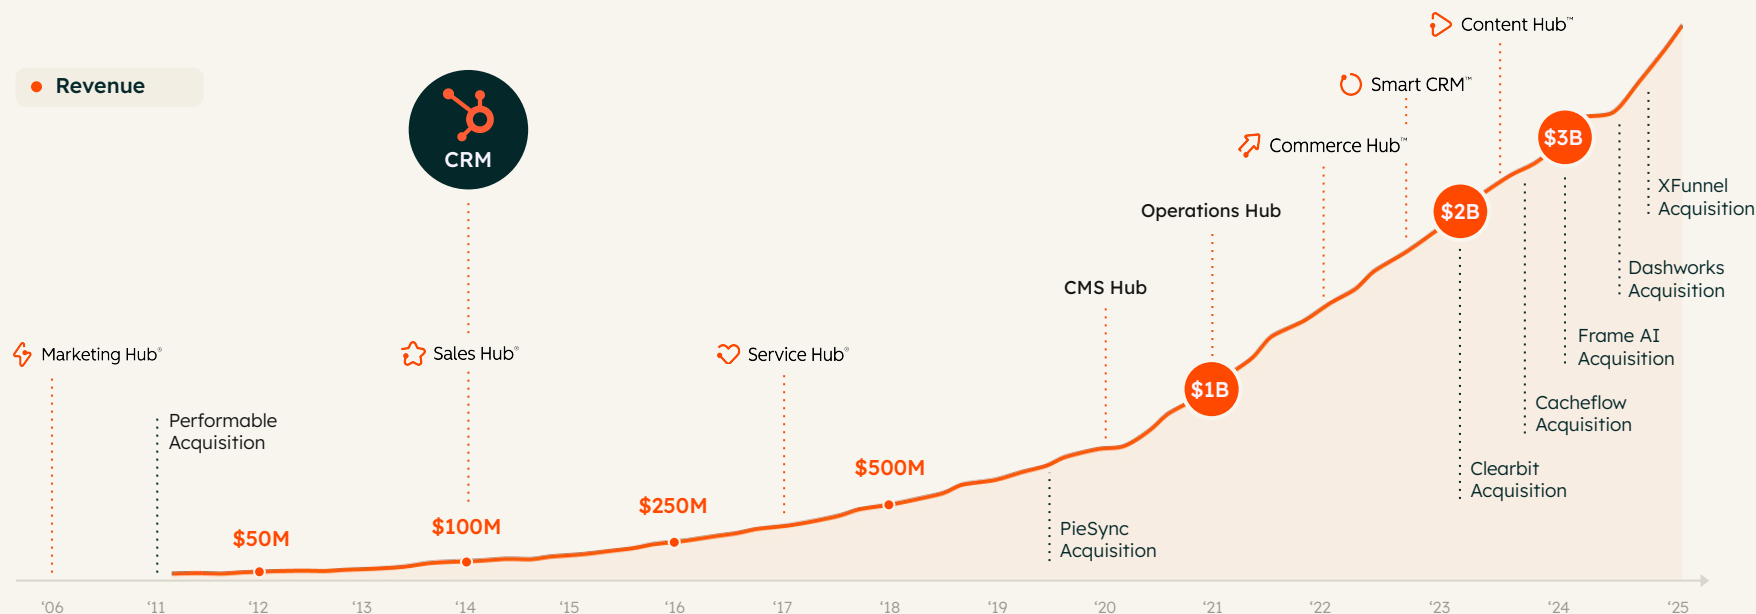 Content Hub™
Revenue
Smart CRM™
Commerce Hub™
$3B
CRM
XFunnel
Acquisition
Operations Hub
$2B
Dashworks
Acquisition
CMS Hub
Marketing Hub®
Sales Hub®
Service Hub®
Frame AI
Acquisition
$1B
Performable
Acquisition
Cacheflow
Acquisition
$500M
Clearbit
Acquisition
$250M
$100M
$50M
PieSync
Acquisition
‘06 ‘11 ‘12 ‘13 ‘14 ‘15 ‘16 ‘17 ‘18 ‘19 ‘20 ‘21 ‘22 ‘23 ‘24 ‘25